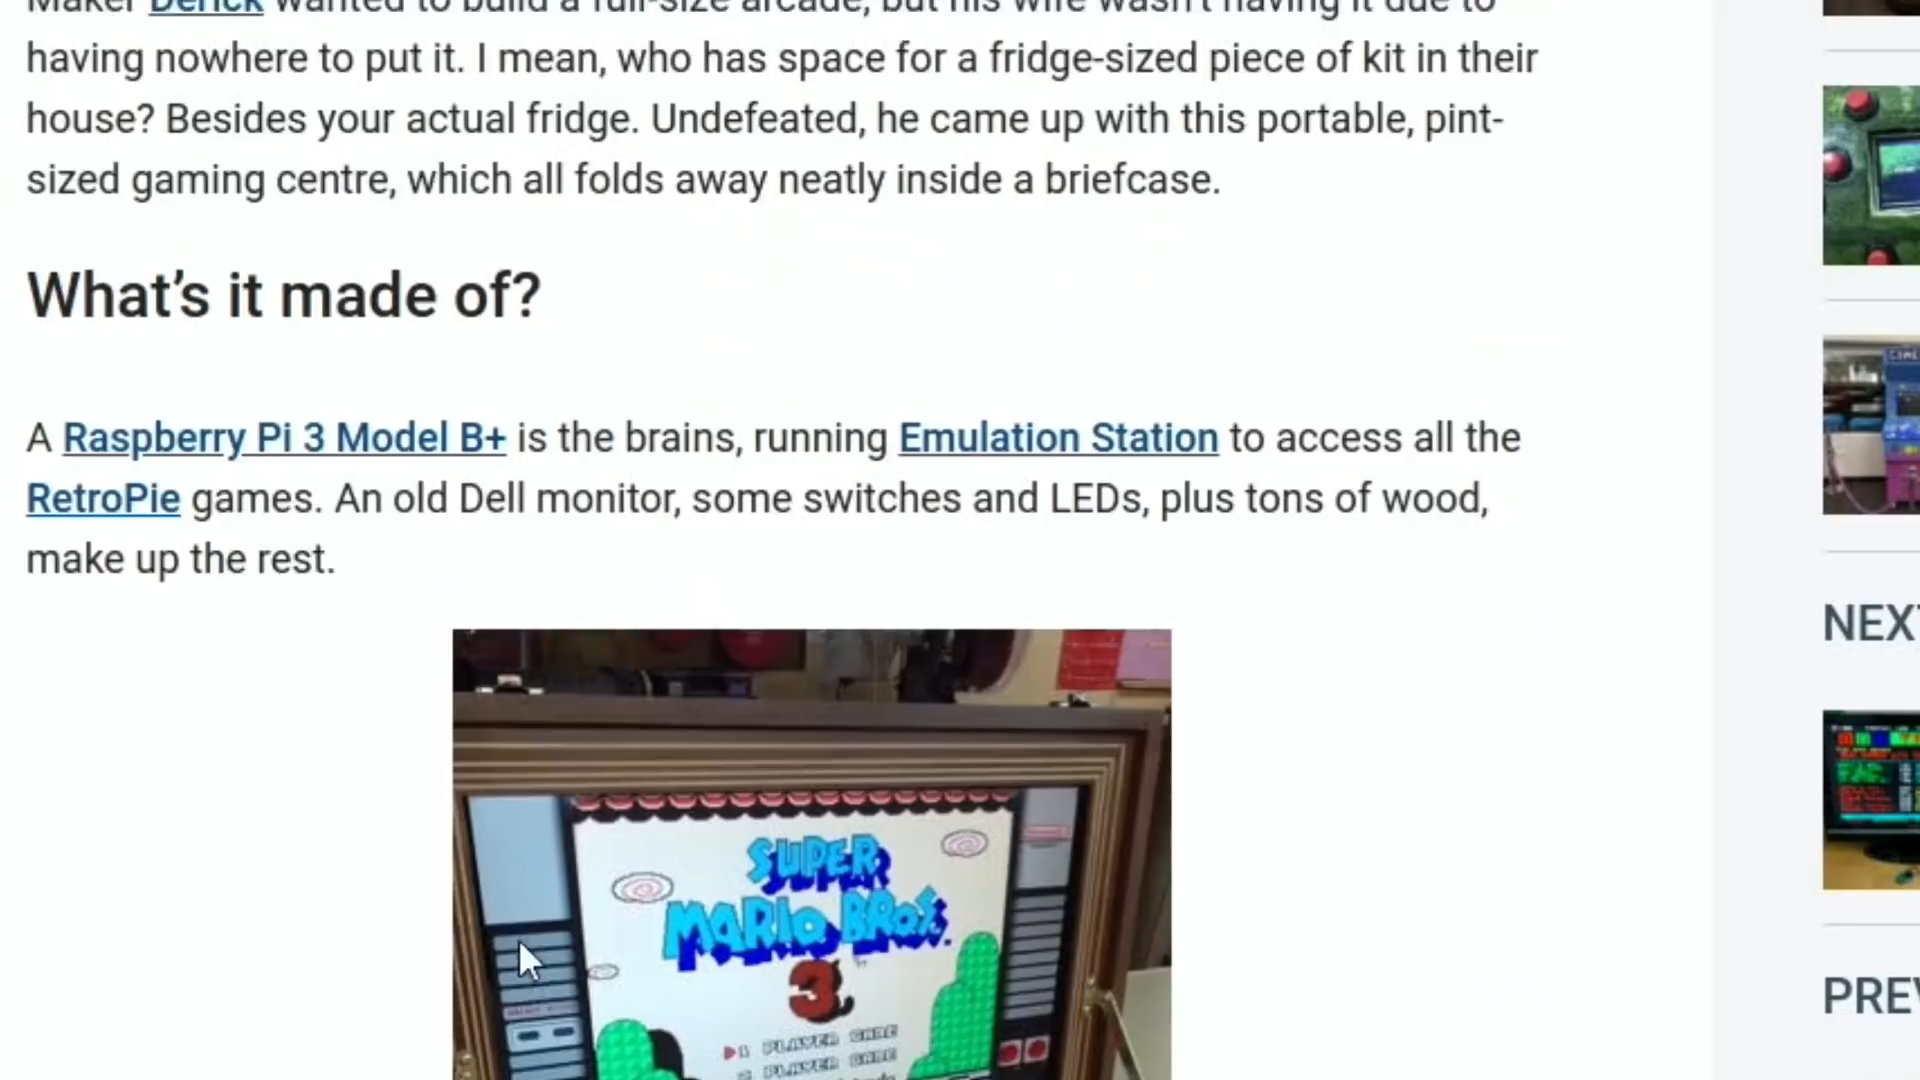 Maker Derick wanted to build a full-size arcade, but his wife wasn't having it due to
having nowhere to put it. I mean, who has space for a fridge-sized piece of kit in their
house? Besides your actual fridge. Undefeated, he came up with this portable, pint-
sized gaming centre, which all folds away neatly inside a briefcase.
What's it made of?
A Raspberry Pi 3 Model B+ is the brains, running Emulation Station to access all the
RetroPie games. An old Dell monitor, some switches and LEDs, plus tons of wood,
make up the rest.
SUPER
MARIO BROS.
3
1 PLAYER GAME
2 PLAYER GAME
NEXT
PREV